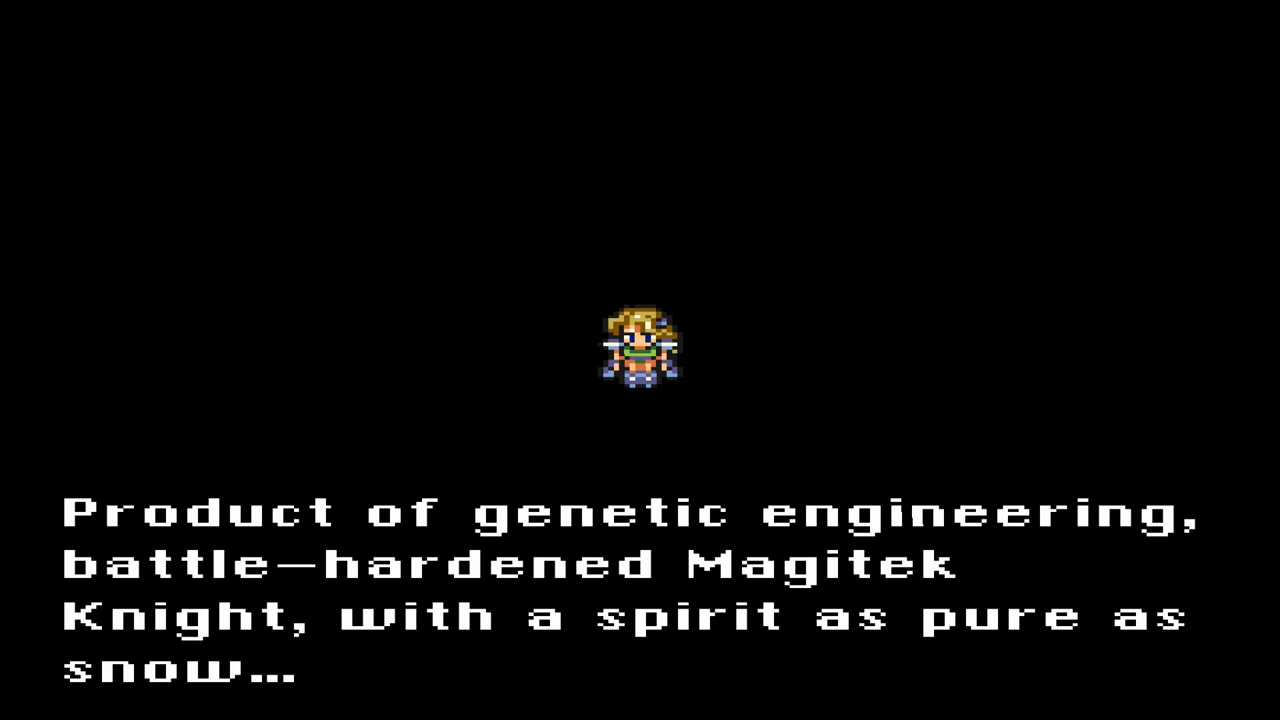 Product of genetic engineering,
battle-hardened Magitek
Knight, with a spirit as pure as
snow...